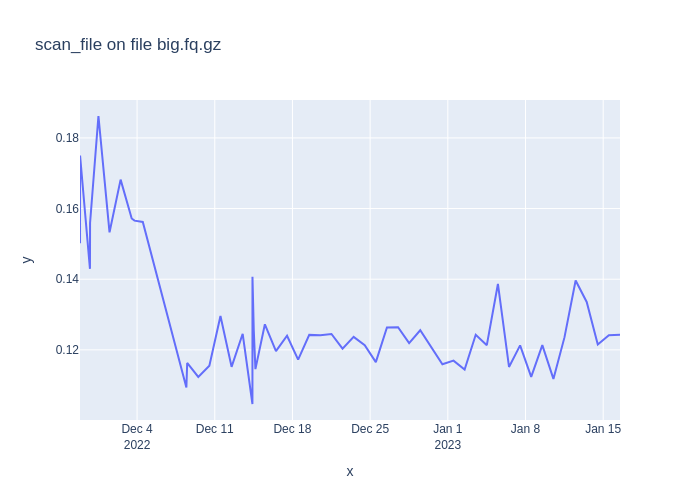 scan_file on file big.fq.gz
0.18
0.16
0.14
0.12
y
Dec 4
2022
Dec 11
Dec 18
Dec 25
Jan 1
2023
Jan 8
Jan 15
x